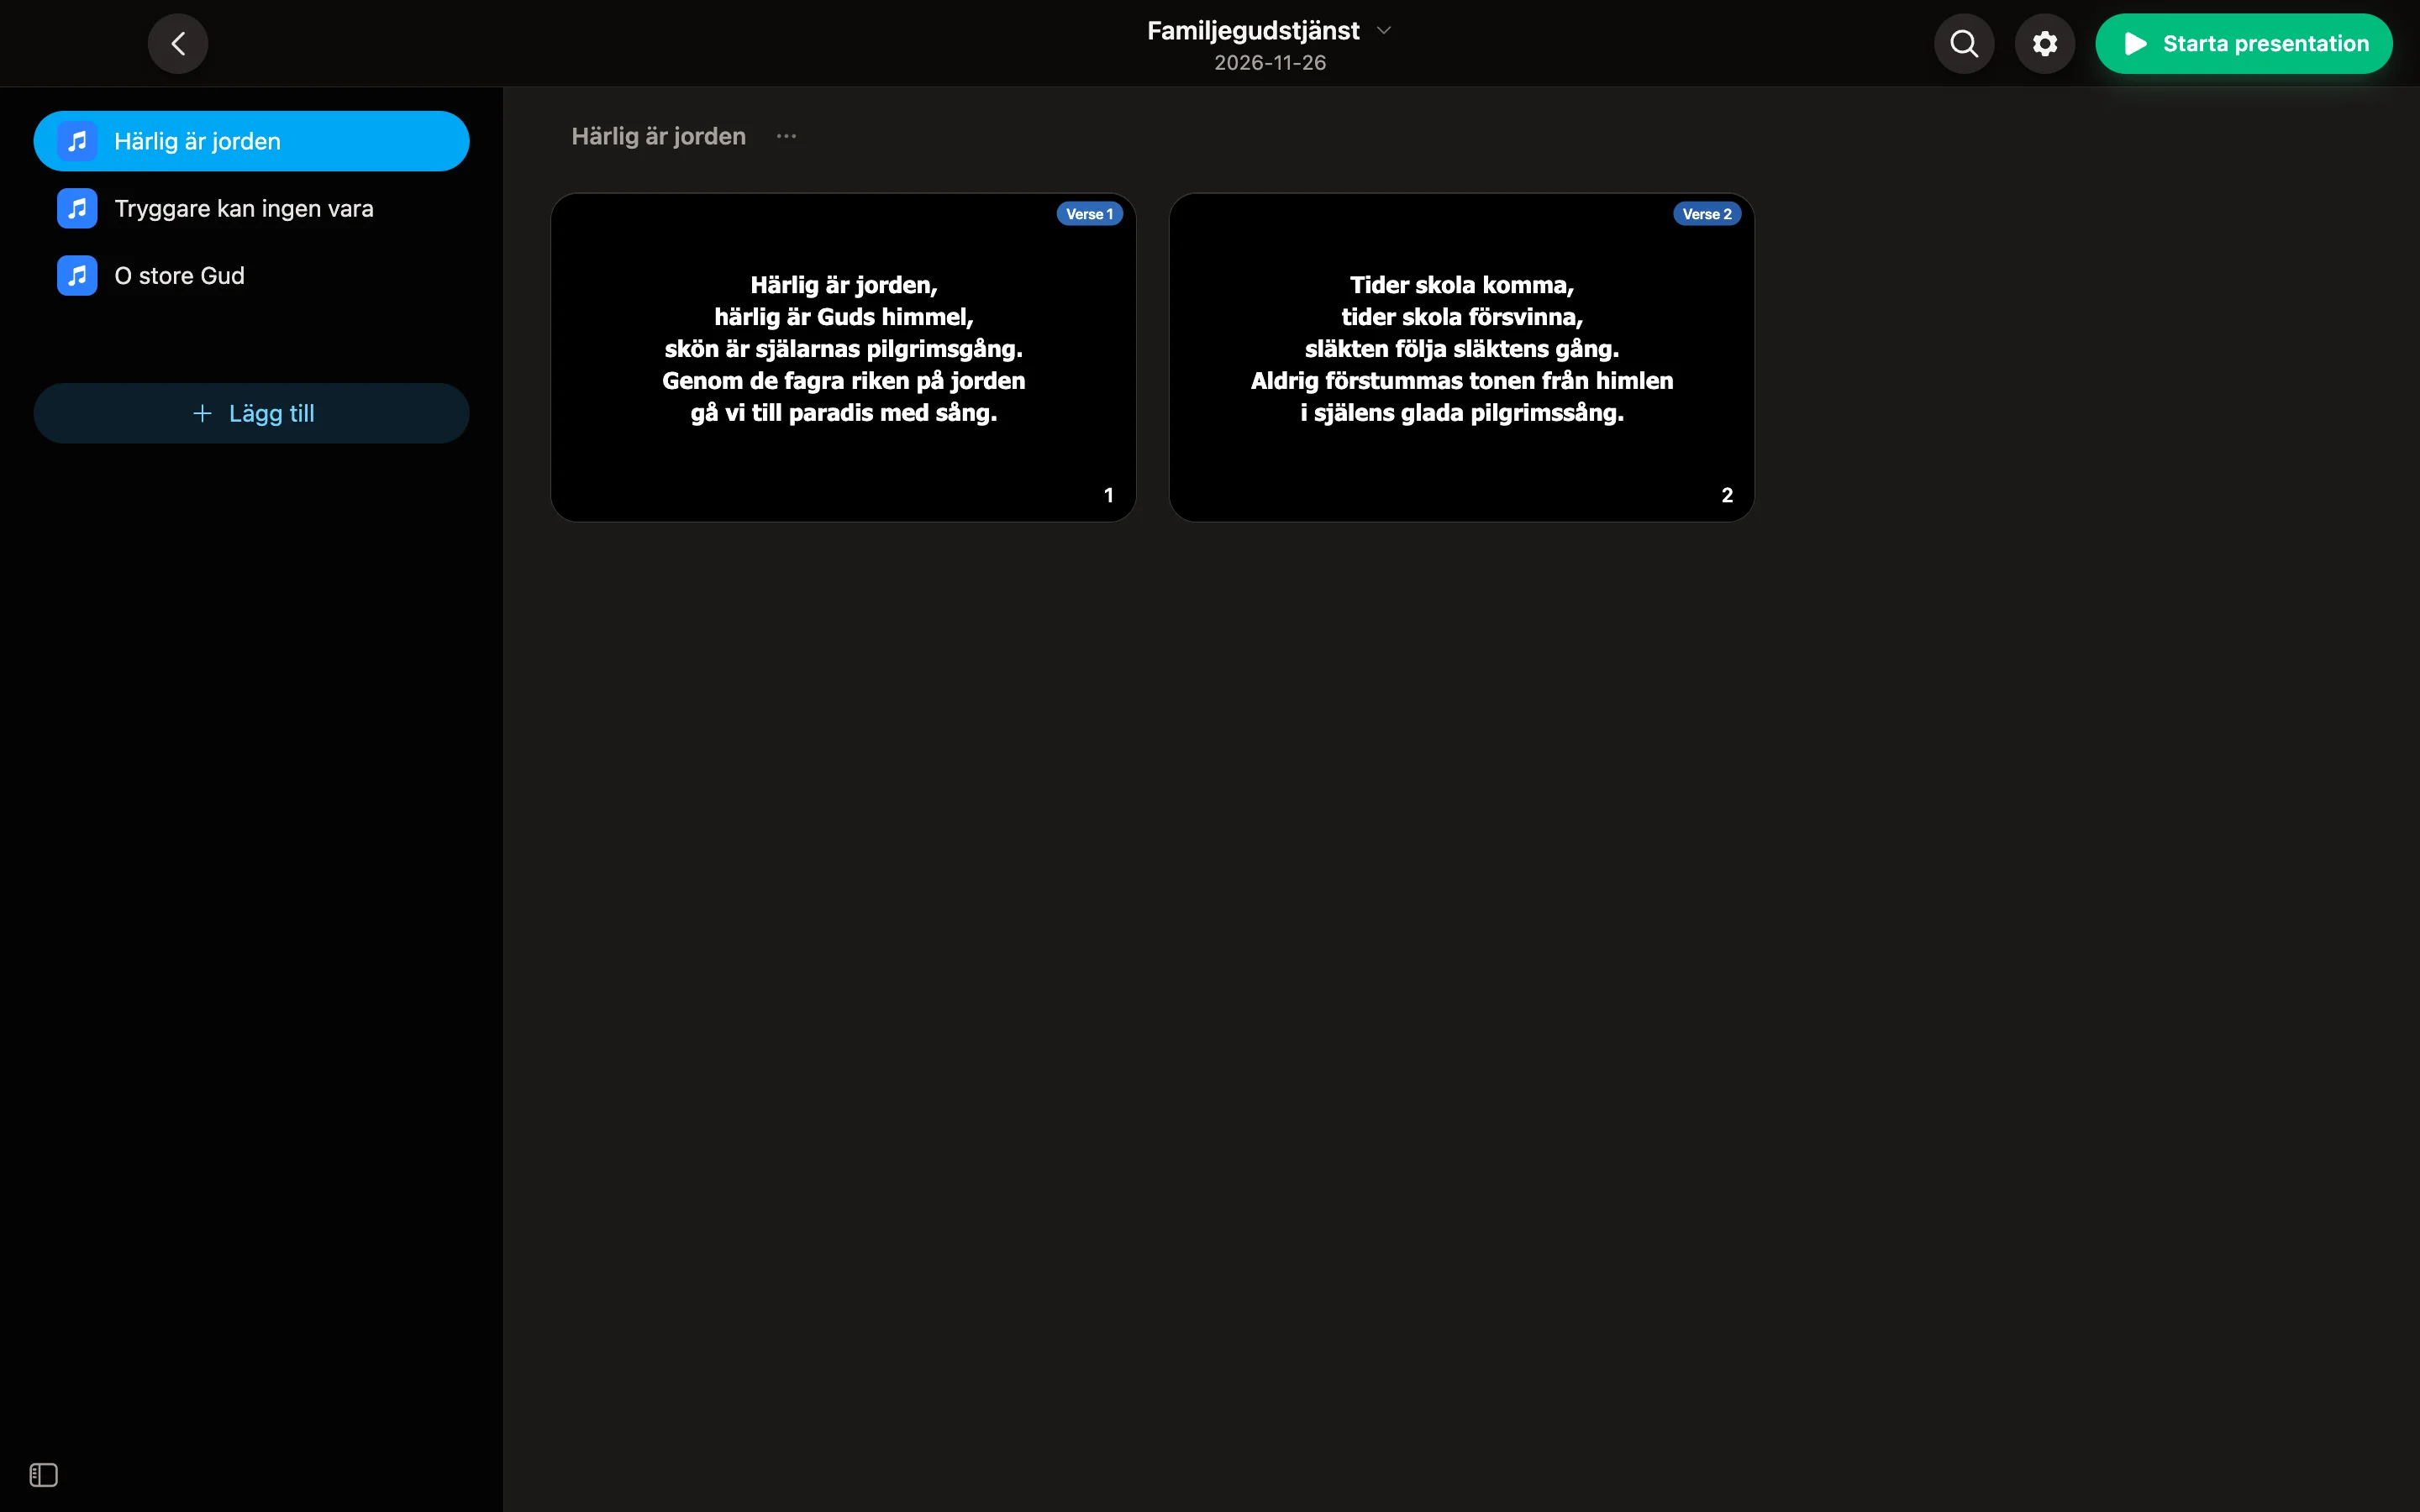 Familjegudstjänst
2026-11-26
Starta presentation
Härlig är jorden
Tryggare kan ingen vara
O store Gud
+ Lägg till
Härlig är jorden ···
Verse 1
Härlig är jorden,
härlig är Guds himmel,
skön är själarnas pilgrimsgång.
Genom de fagra riken på jorden
gå vi till paradis med sång.
1
Verse 2
Tider skola komma,
tider skola försvinna,
släkten följa släktens gång.
Aldrig förstummas tonen från himlen
i själens glada pilgrimssång.
2